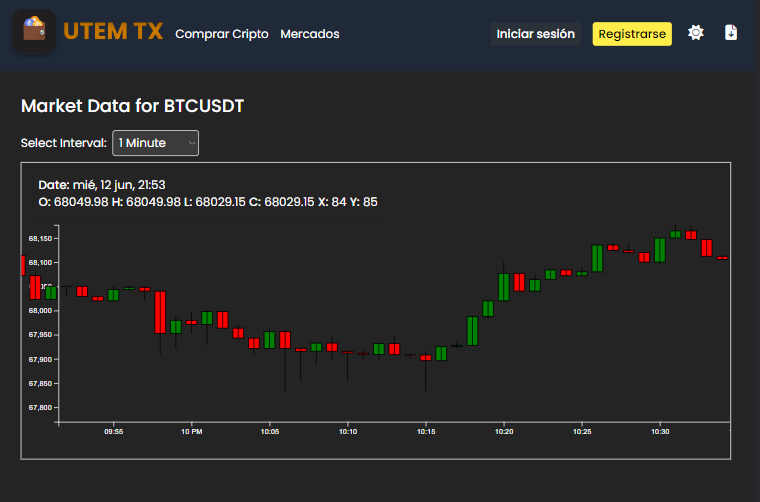 UTEM TX Comprar Cripto Mercados Iniciar sesión Registrarse
Market Data for BTCUSDT
Select Interval: 1 Minute
Date: mié, 12 jun, 21:53
O: 68049.98 H: 68049.98 L: 68029.15 C: 68029.15 X: 84 Y: 85
68,150
68,100
68,000
67,950
67,900
67,850
67,800
09:55 10 PM 10:05 10:10 10:15 10:20 10:25 10:30